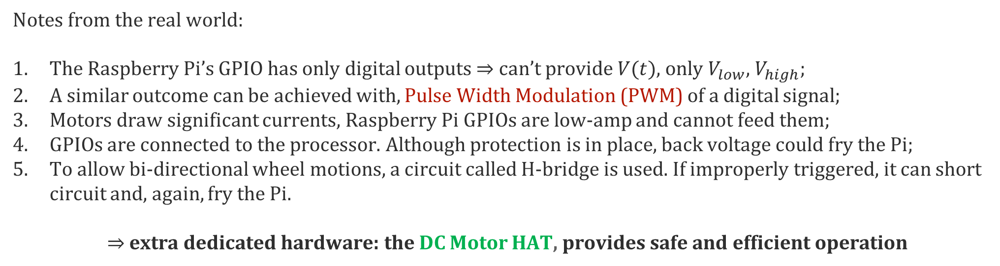 Notes from the real world:
1. The Raspberry Pi’s GPIO has only digital outputs ⇒ can’t provide V(t), only V_low, V_high;
2. A similar outcome can be achieved with, Pulse Width Modulation (PWM) of a digital signal;
3. Motors draw significant currents, Raspberry Pi GPIOs are low-amp and cannot feed them;
4. GPIOs are connected to the processor. Although protection is in place, back voltage could fry the Pi;
5. To allow bi-directional wheel motions, a circuit called H-bridge is used. If improperly triggered, it can short
circuit and, again, fry the Pi.
⇒ extra dedicated hardware: the DC Motor HAT, provides safe and efficient operation